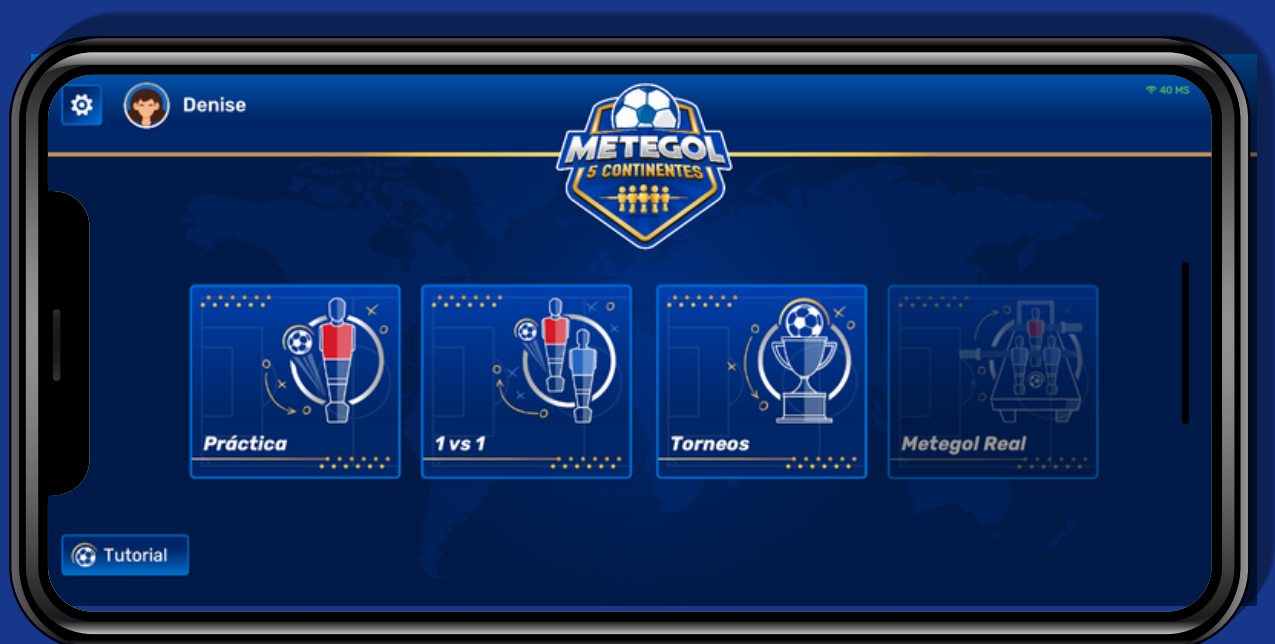 Denise
40 MS
METEGOL
5 CONTINENTES
Práctica
1 vs 1
Torneos
Metegol Real
Tutorial